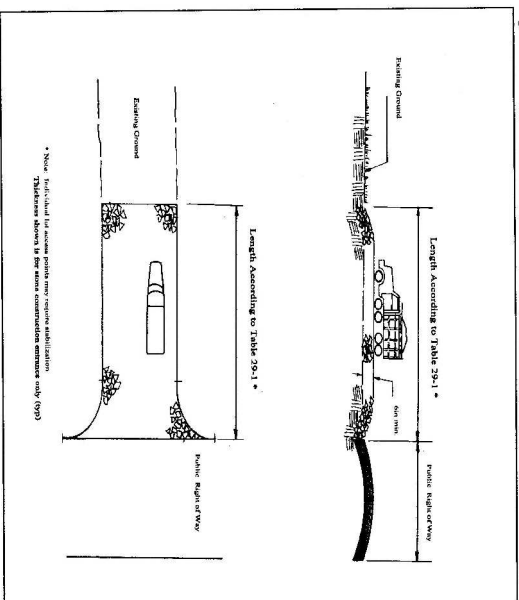 Existing Ground
Length According to Table 29-1 *
6in min.
Public Right of Way
Length According to Table 29-1 *
Existing Ground
Public Right of Way
* Note: Individual lot access points may require stabilization
Thickness shown is for stone construction entrance only (typ)